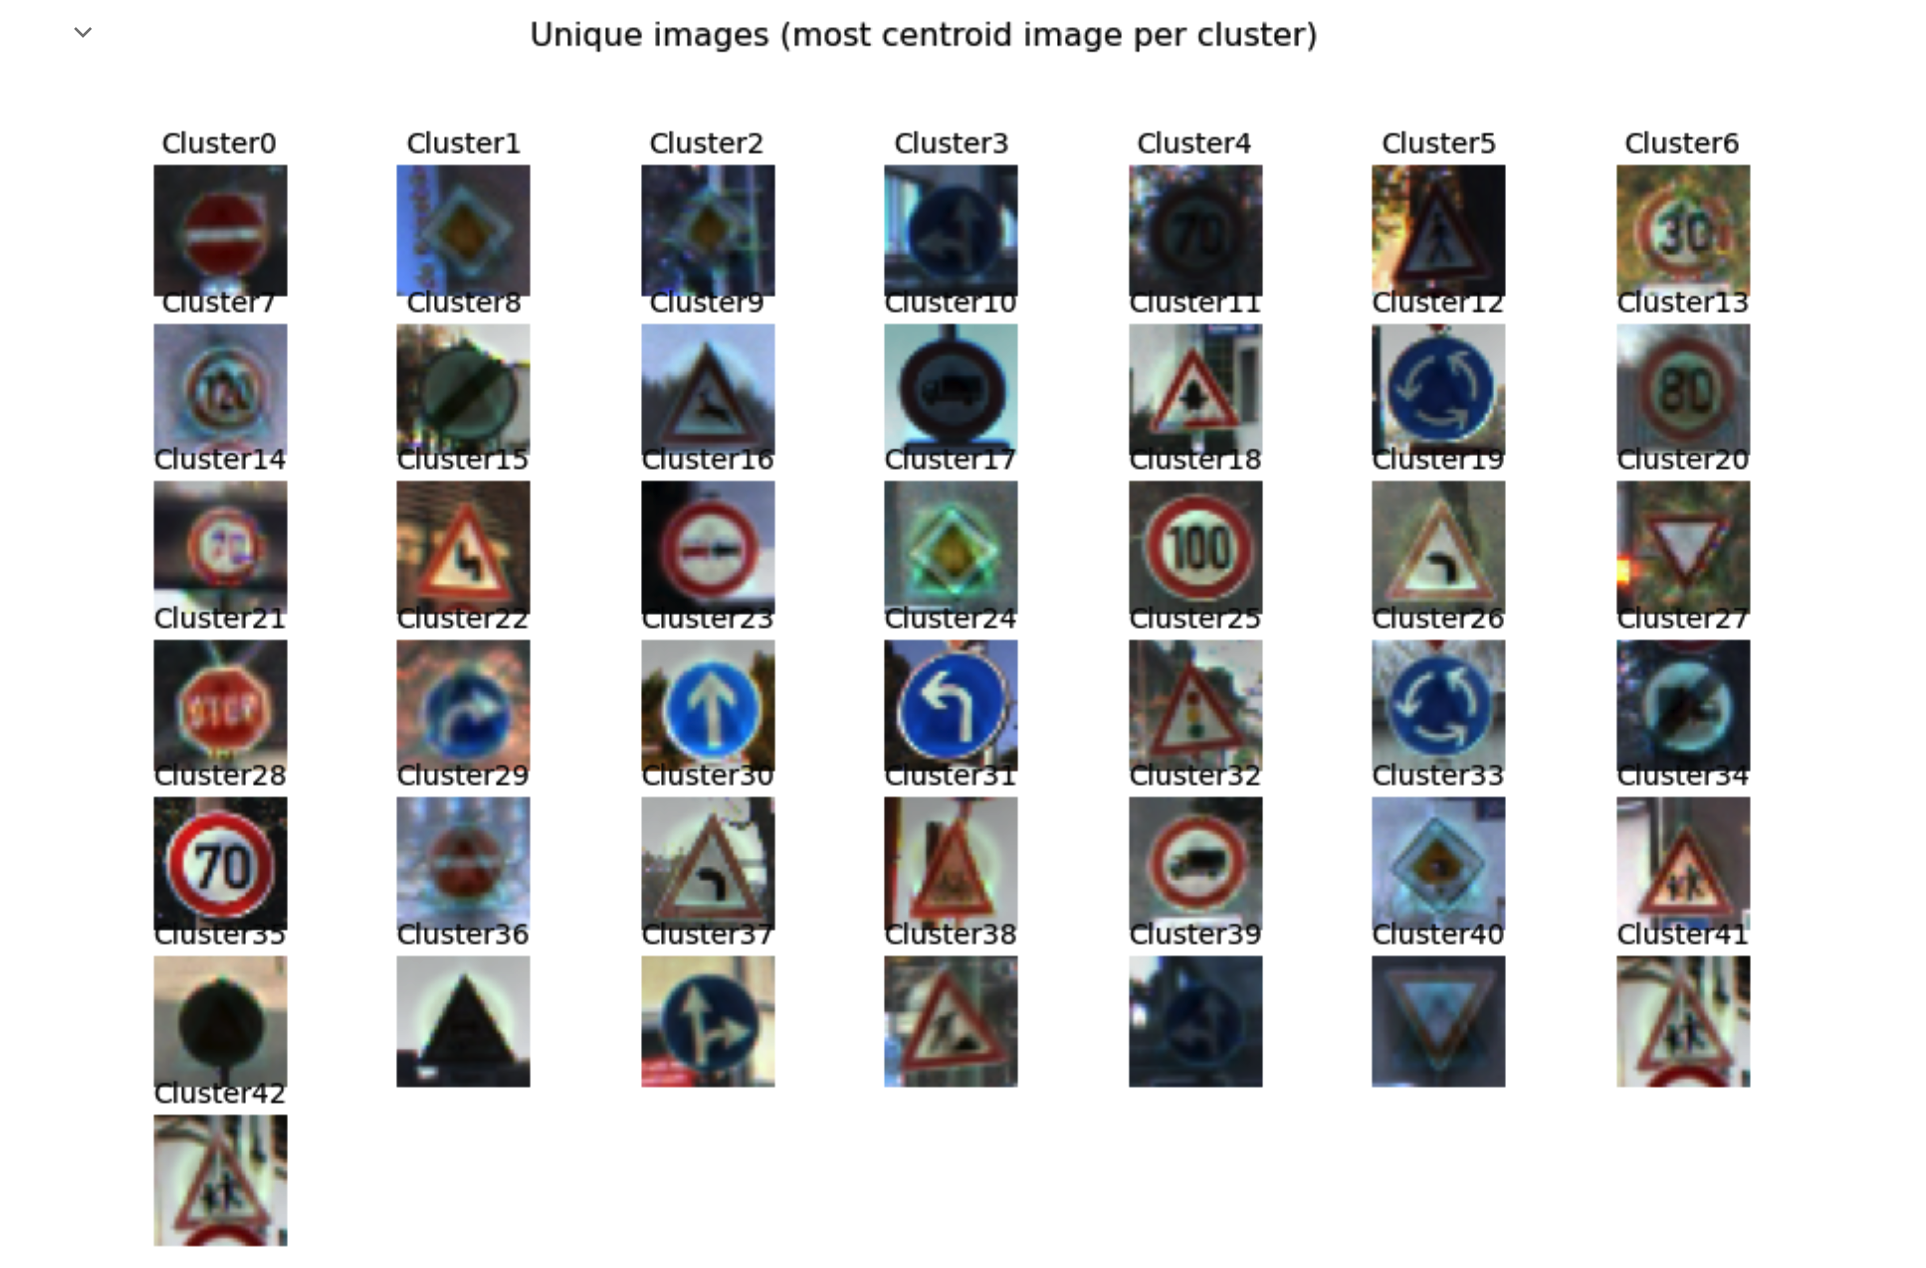 Unique images (most centroid image per cluster)
Cluster0 Cluster1 Cluster2 Cluster3 Cluster4 Cluster5 Cluster6
70 30
Cluster7 Cluster8 Cluster9 Cluster10 Cluster11 Cluster12 Cluster13
80
Cluster14 Cluster15 Cluster16 Cluster17 Cluster18 Cluster19 Cluster20
100
Cluster21 Cluster22 Cluster23 Cluster24 Cluster25 Cluster26 Cluster27
STOP
Cluster28 Cluster29 Cluster30 Cluster31 Cluster32 Cluster33 Cluster34
70
Cluster35 Cluster36 Cluster37 Cluster38 Cluster39 Cluster40 Cluster41
Cluster42